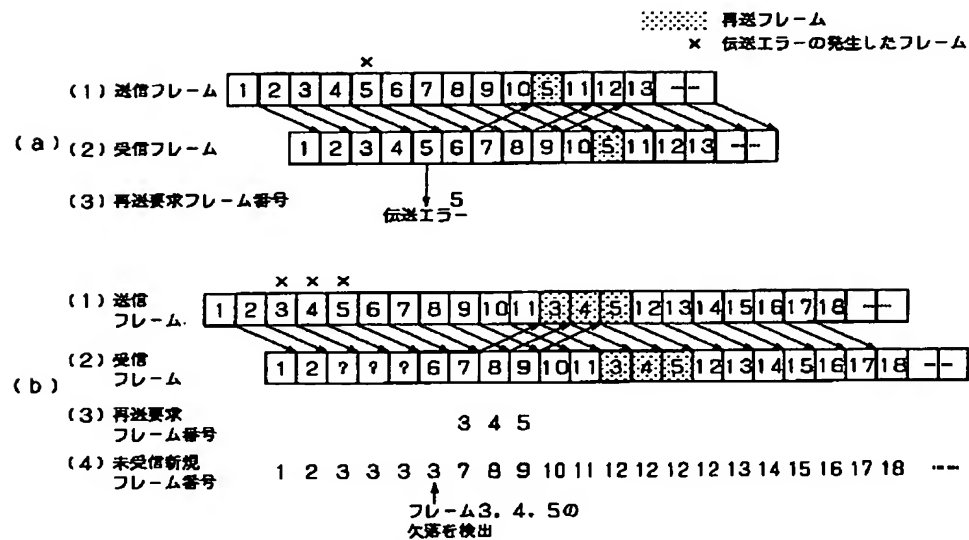 再送フレーム
× 伝送エラーの発生したフレーム
×
(1) 送信フレーム 1 2 3 4 5 6 7 8 9 10 5 11 12 13 ---
(a)
(2) 受信フレーム 1 2 3 4 5 6 7 8 9 10 5 11 12 13 ---
(3) 再送要求フレーム番号 5
伝送エラー
× × ×
(1) 送信
フレーム. 1 2 3 4 5 6 7 8 9 10 11 3 4 5 12 13 14 15 16 17 18 ---
(2) 受信
フレーム 1 2 ? ? ? 6 7 8 9 10 11 3 4 5 12 13 14 15 16 17 18 ---
(b)
(3) 再送要求
フレーム番号 3 4 5
(4) 未受信新規
フレーム番号 1 2 3 3 3 3 7 8 9 10 11 12 12 12 12 13 14 15 16 17 18 ---
フレーム3. 4. 5の
欠落を検出